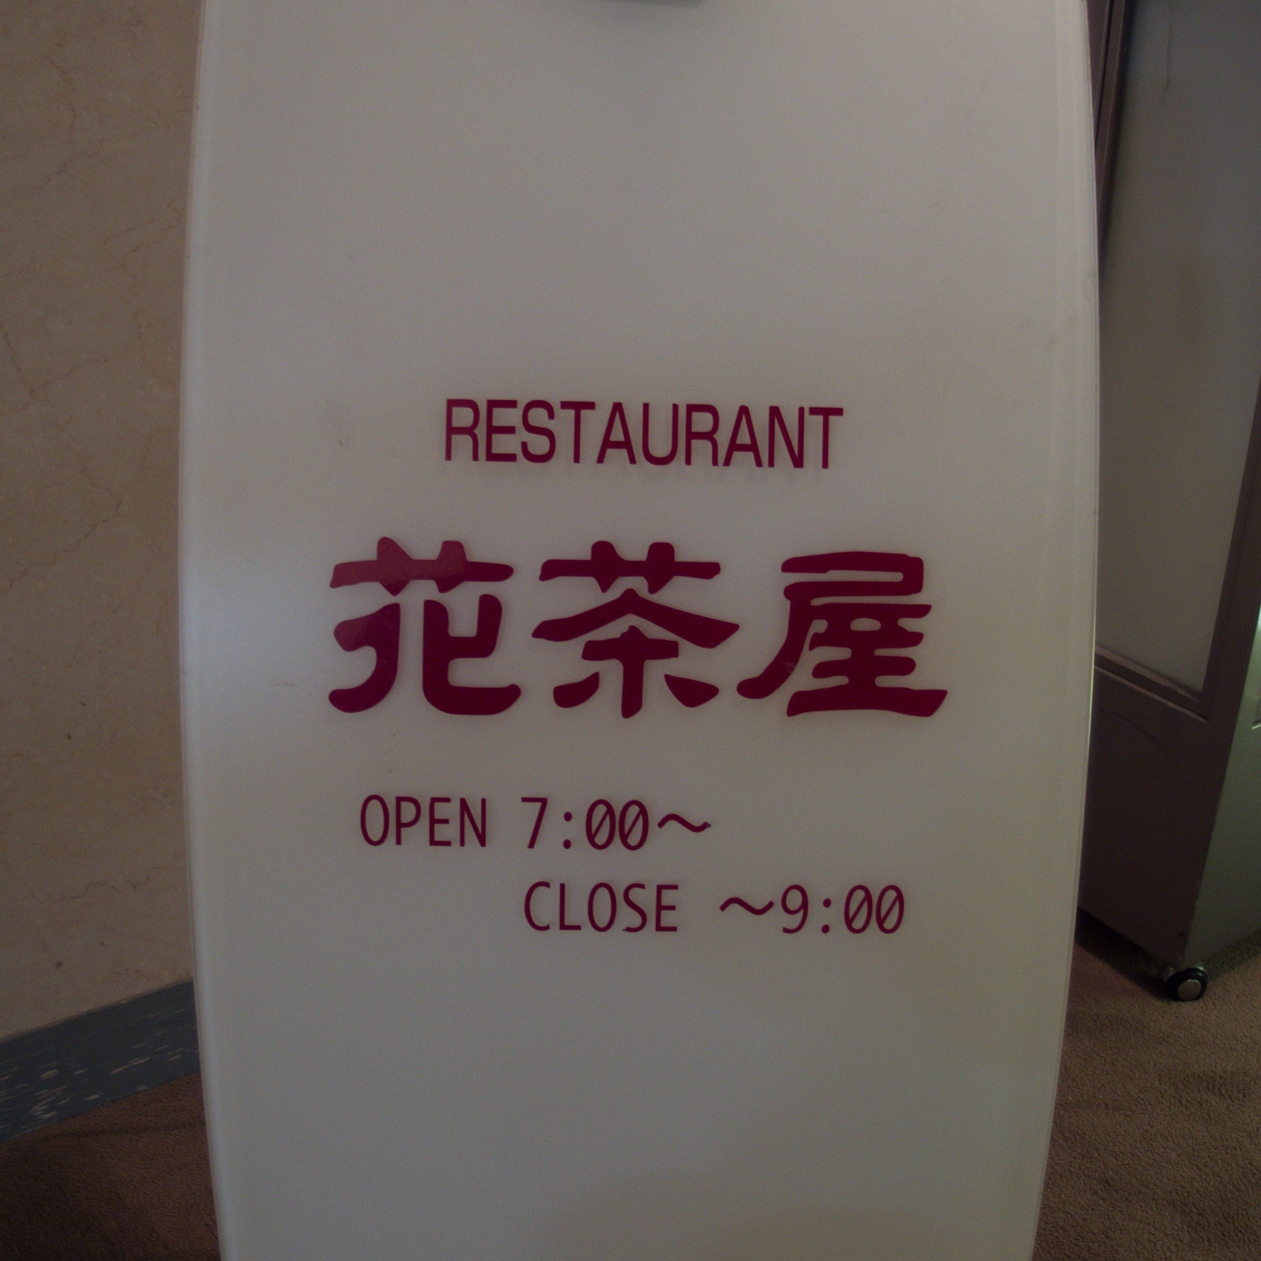 RESTAURANT
花茶屋
OPEN 7:00〜
CLOSE 〜9:00